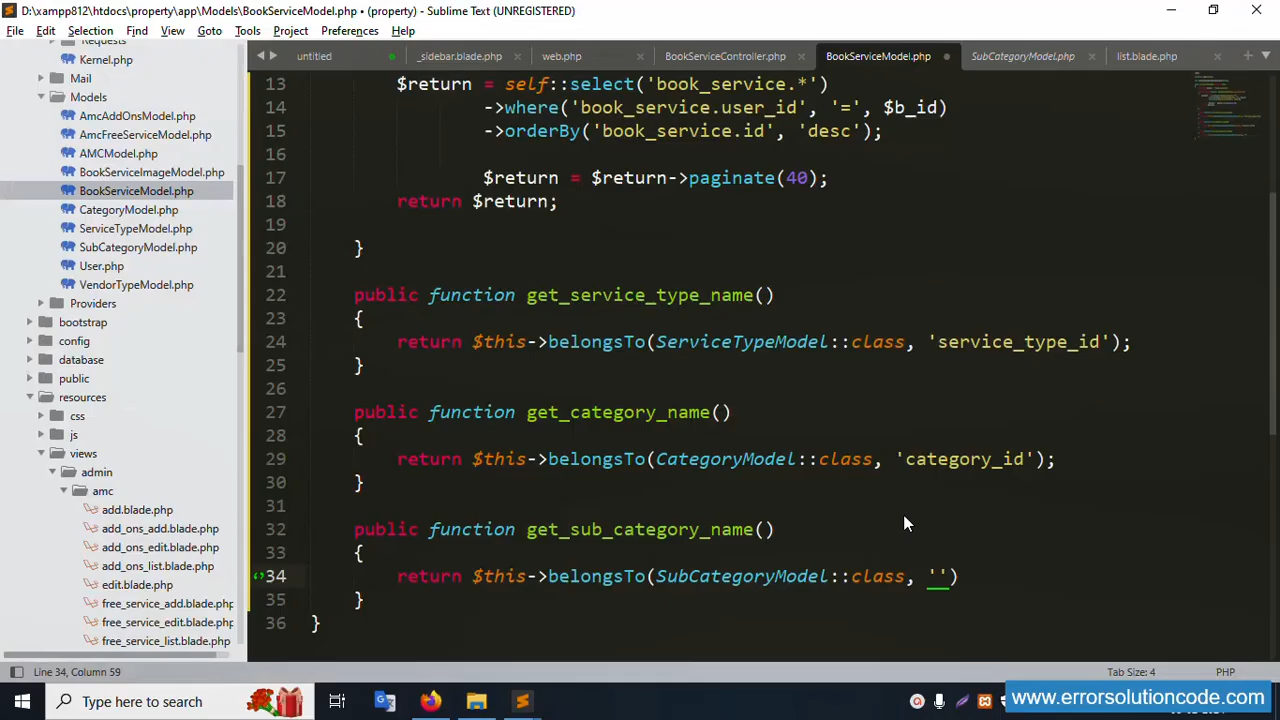 D:\xampp812\htdocs\property\app\Models\BookServiceModel.php • (property) - Sublime Text (UNREGISTERED)
File Edit Selection Find View Goto Tools Project Preferences Help
untitled _sidebar.blade.php web.php BookServiceController.php BookServiceModel.php SubCategoryModel.php list.blade.php
Requests
Kernel.php
Mail
Models
AmcAddOnsModel.php
AmcFreeServiceModel.php
AMCModel.php
BookServiceImageModel.php
BookServiceModel.php
CategoryModel.php
ServiceTypeModel.php
SubCategoryModel.php
User.php
VendorTypeModel.php
Providers
bootstrap
config
database
public
resources
css
js
views
admin
amc
add.blade.php
add_ons_add.blade.php
add_ons_edit.blade.php
add_ons_list.blade.php
edit.blade.php
free_service_add.blade.php
free_service_edit.blade.php
free_service_list.blade.php
13 $return = self::select('book_service.*')
14 ->where('book_service.user_id', '=', $b_id)
15 ->orderBy('book_service.id', 'desc');
16
17 $return = $return->paginate(40);
18 return $return;
19
20 }
21
22 public function get_service_type_name()
23 {
24 return $this->belongsTo(ServiceTypeModel::class, 'service_type_id');
25 }
26
27 public function get_category_name()
28 {
29 return $this->belongsTo(CategoryModel::class, 'category_id');
30 }
31
32 public function get_sub_category_name()
33 {
34 return $this->belongsTo(SubCategoryModel::class, '')
35 }
36 }
Line 34, Column 59
Tab Size: 4
PHP
Type here to search
www.errorsolutioncode.com